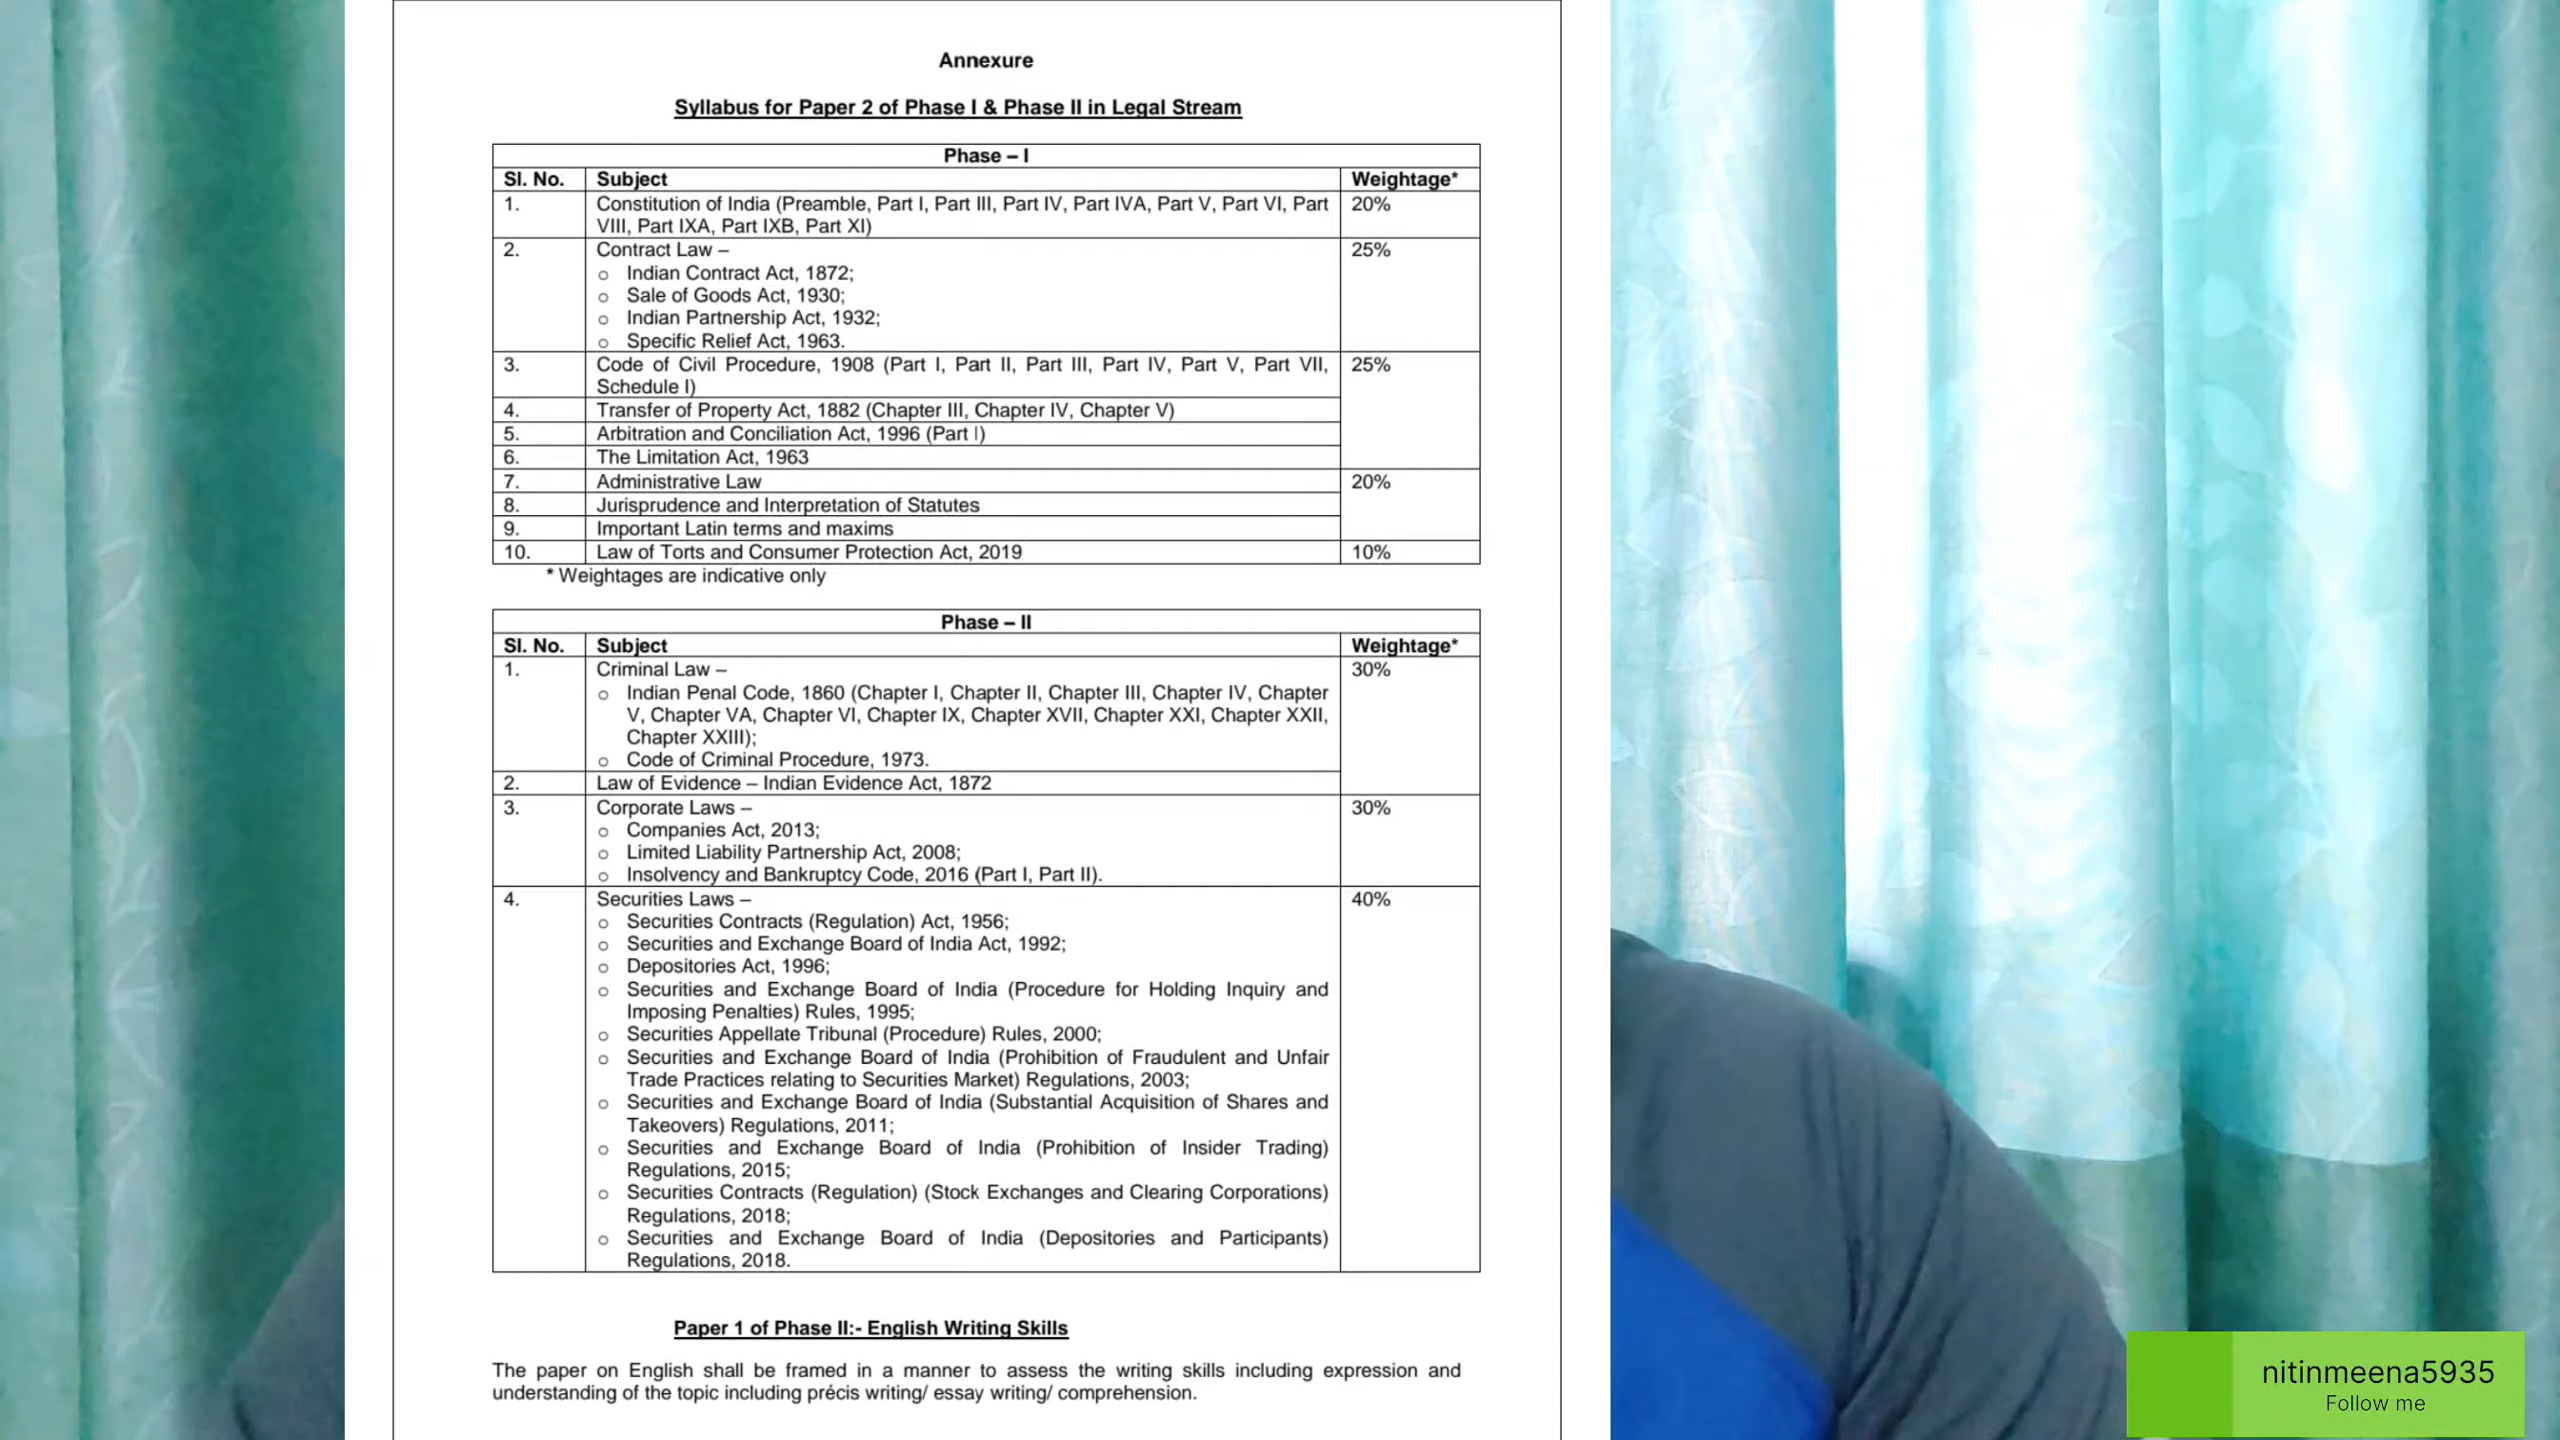 Annexure
Syllabus for Paper 2 of Phase I & Phase II in Legal Stream
Phase – I
Sl. No. Subject Weightage*
1. Constitution of India (Preamble, Part I, Part III, Part IV, Part IVA, Part V, Part VI, Part 20%
VIII, Part IXA, Part IXB, Part XI)
2. Contract Law – 25%
o Indian Contract Act, 1872;
o Sale of Goods Act, 1930;
o Indian Partnership Act, 1932;
o Specific Relief Act, 1963.
3. Code of Civil Procedure, 1908 (Part I, Part II, Part III, Part IV, Part V, Part VII, 25%
Schedule I)
4. Transfer of Property Act, 1882 (Chapter III, Chapter IV, Chapter V)
5. Arbitration and Conciliation Act, 1996 (Part I)
6. The Limitation Act, 1963
7. Administrative Law 20%
8. Jurisprudence and Interpretation of Statutes
9. Important Latin terms and maxims
10. Law of Torts and Consumer Protection Act, 2019 10%
* Weightages are indicative only
Phase – II
Sl. No. Subject Weightage*
1. Criminal Law – 30%
o Indian Penal Code, 1860 (Chapter I, Chapter II, Chapter III, Chapter IV, Chapter
V, Chapter VA, Chapter VI, Chapter IX, Chapter XVII, Chapter XXI, Chapter XXII,
Chapter XXIII);
o Code of Criminal Procedure, 1973.
2. Law of Evidence – Indian Evidence Act, 1872
3. Corporate Laws – 30%
o Companies Act, 2013;
o Limited Liability Partnership Act, 2008;
o Insolvency and Bankruptcy Code, 2016 (Part I, Part II).
4. Securities Laws – 40%
o Securities Contracts (Regulation) Act, 1956;
o Securities and Exchange Board of India Act, 1992;
o Depositories Act, 1996;
o Securities and Exchange Board of India (Procedure for Holding Inquiry and
Imposing Penalties) Rules, 1995;
o Securities Appellate Tribunal (Procedure) Rules, 2000;
o Securities and Exchange Board of India (Prohibition of Fraudulent and Unfair
Trade Practices relating to Securities Market) Regulations, 2003;
o Securities and Exchange Board of India (Substantial Acquisition of Shares and
Takeovers) Regulations, 2011;
o Securities and Exchange Board of India (Prohibition of Insider Trading)
Regulations, 2015;
o Securities Contracts (Regulation) (Stock Exchanges and Clearing Corporations)
Regulations, 2018;
o Securities and Exchange Board of India (Depositories and Participants)
Regulations, 2018.
Paper 1 of Phase II:- English Writing Skills
The paper on English shall be framed in a manner to assess the writing skills including expression and
understanding of the topic including précis writing/ essay writing/ comprehension.
nitinmeena5935
Follow me